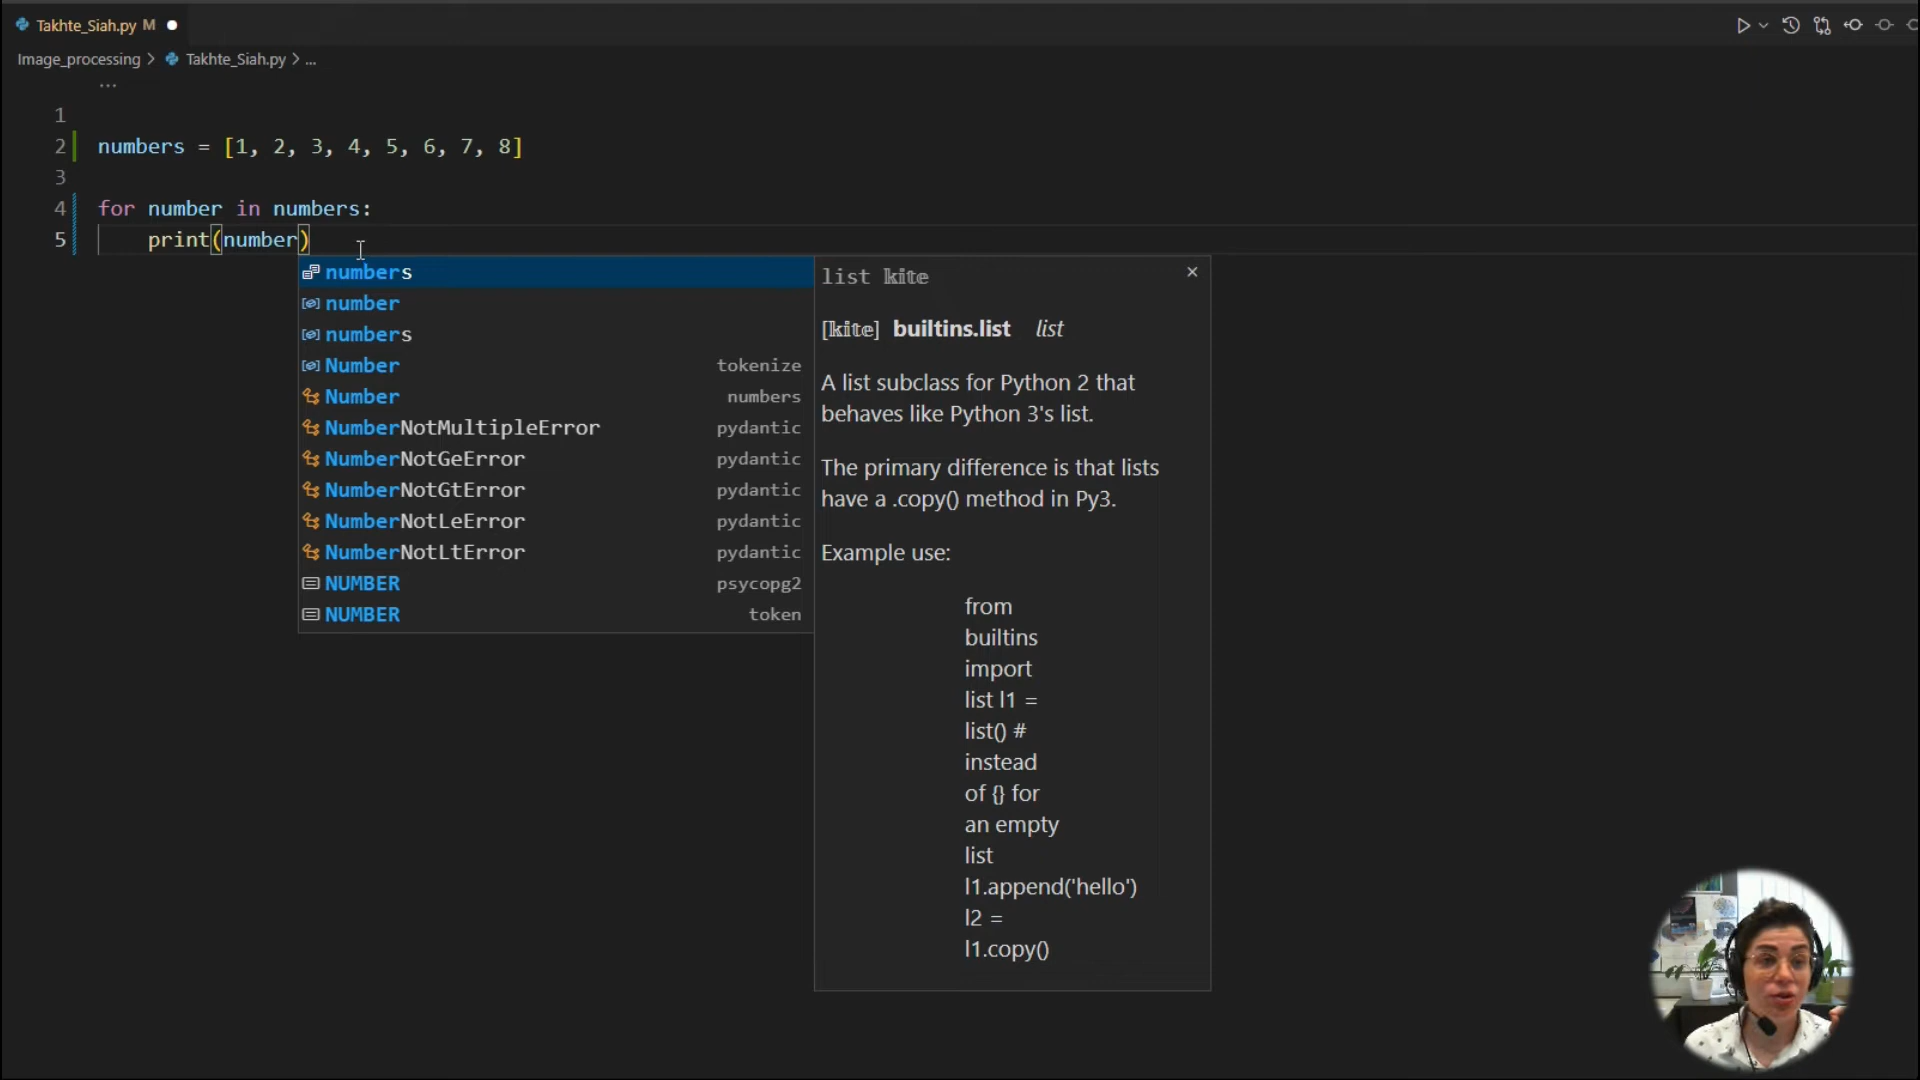 Takhte_Siah.py M
Image_processing > Takhte_Siah.py > ...
...
1
2 numbers = [1, 2, 3, 4, 5, 6, 7, 8]
3
4 for number in numbers:
5 print(number)
numbers
number
numbers
Number tokenize
Number numbers
NumberNotMultipleError pydantic
NumberNotGeError pydantic
NumberNotGtError pydantic
NumberNotLeError pydantic
NumberNotLtError pydantic
NUMBER psycopg2
NUMBER token
list kite
[kite] builtins.list list
A list subclass for Python 2 that
behaves like Python 3's list.
The primary difference is that lists
have a .copy() method in Py3.
Example use:
from
builtins
import
list l1 =
list() #
instead
of {} for
an empty
list
l1.append('hello')
l2 =
l1.copy()